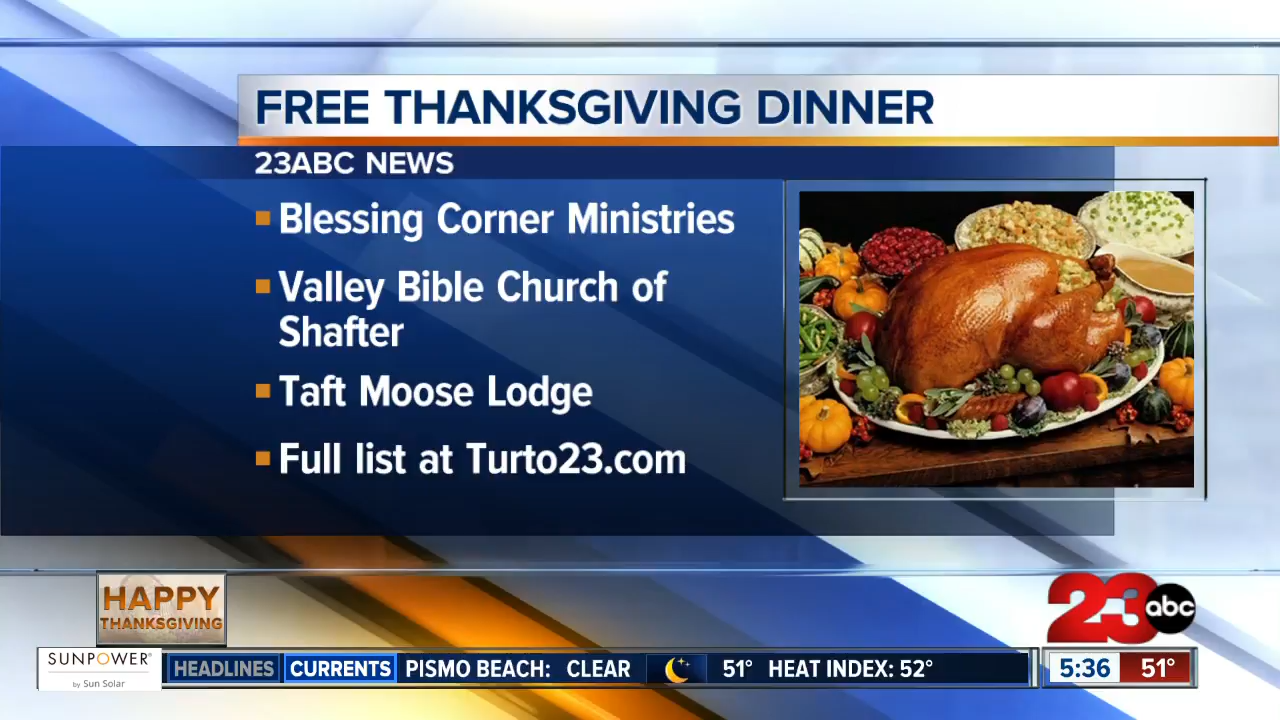 FREE THANKSGIVING DINNER
23ABC NEWS
Blessing Corner Ministries
Valley Bible Church of
Shafter
Taft Moose Lodge
Full list at Turto23.com
HAPPY
THANKSGIVING
23 abc
SUNPOWER®
by Sun Solar
HEADLINES CURRENTS PISMO BEACH: CLEAR 51° HEAT INDEX: 52°
5:36 51°